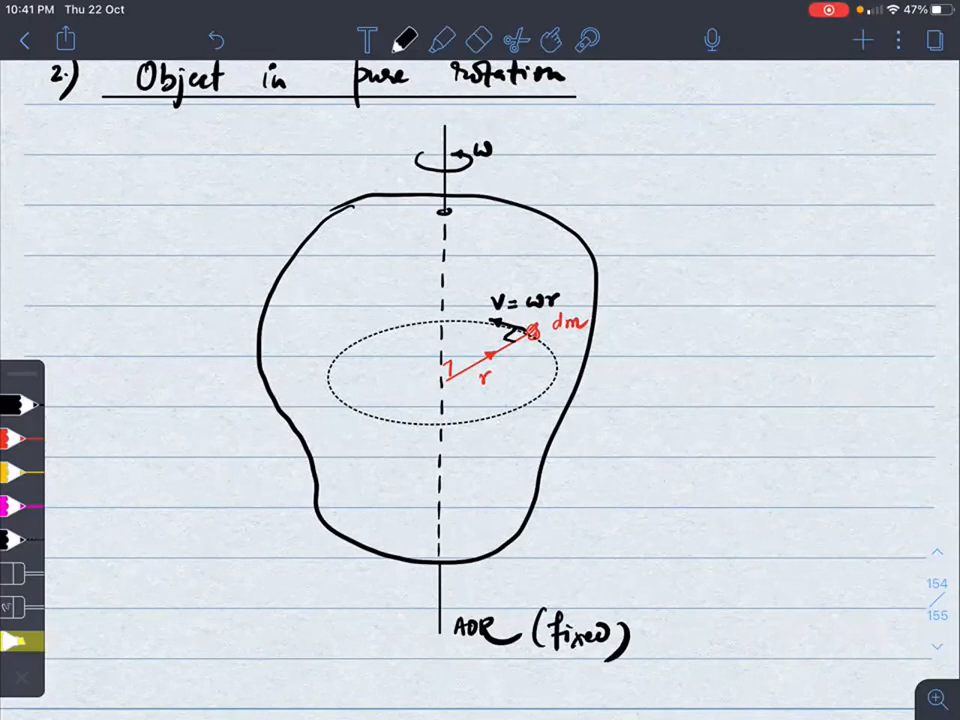 10:41 PM Thu 22 Oct
47%
2.) Object in pure rotation
ω
v = ωr
dm
r
AOR (fixed)
154
155